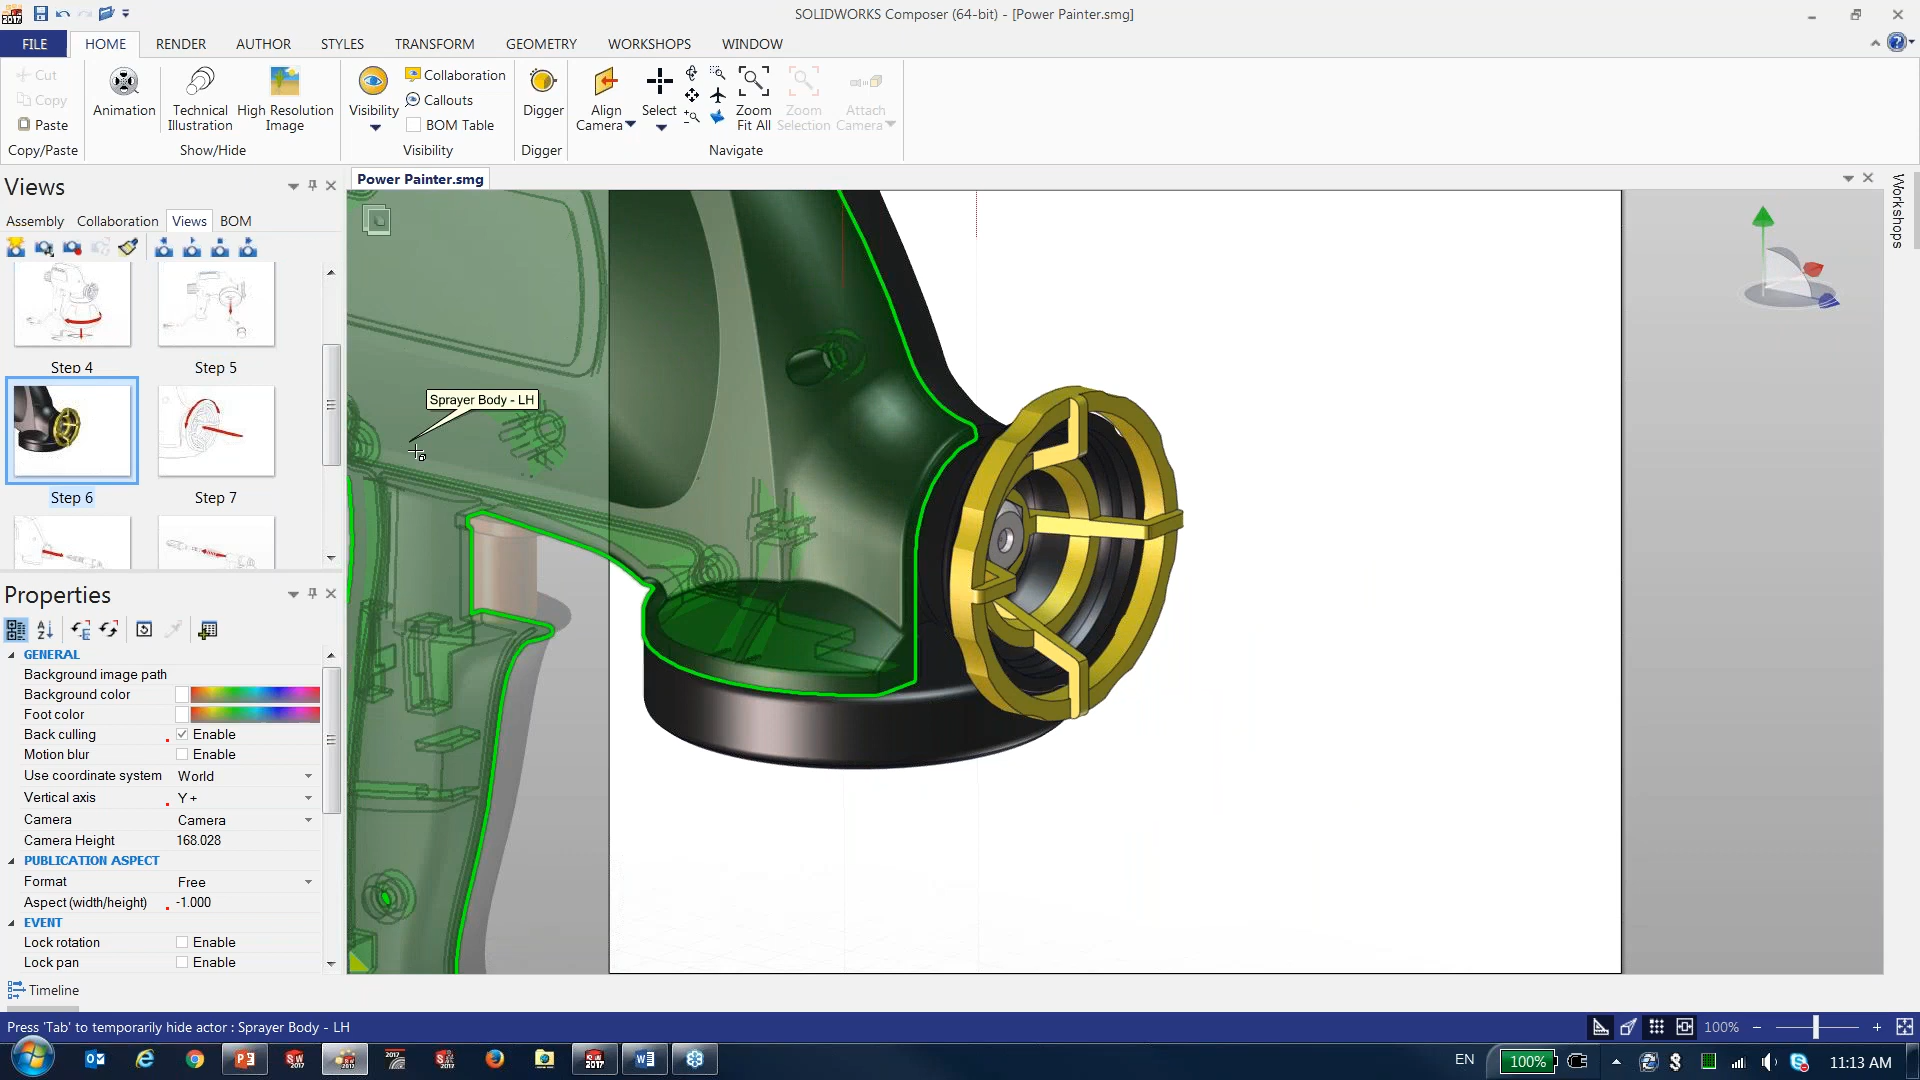 SOLIDWORKS Composer (64-bit) - [Power Painter.smg]
FILE HOME RENDER AUTHOR STYLES TRANSFORM GEOMETRY WORKSHOPS WINDOW
Cut
Copy
Paste
Copy/Paste
Animation
Technical Illustration
High Resolution Image
Show/Hide
Visibility
Collaboration
Callouts
BOM Table
Visibility
Digger
Digger
Align Camera
Select
Zoom Fit All
Zoom Selection
Attach Camera
Navigate
Views
Assembly Collaboration Views BOM
Step 4 Step 5
Step 6 Step 7
Properties
GENERAL
Background image path
Background color
Foot color
Back culling Enable
Motion blur Enable
Use coordinate system World
Vertical axis Y +
Camera Camera
Camera Height 168.028
PUBLICATION ASPECT
Format Free
Aspect (width/height) -1.000
EVENT
Lock rotation Enable
Lock pan Enable
Timeline
Power Painter.smg
Sprayer Body - LH
Workshops
Press 'Tab' to temporarily hide actor : Sprayer Body - LH
100%
EN
100%
11:13 AM